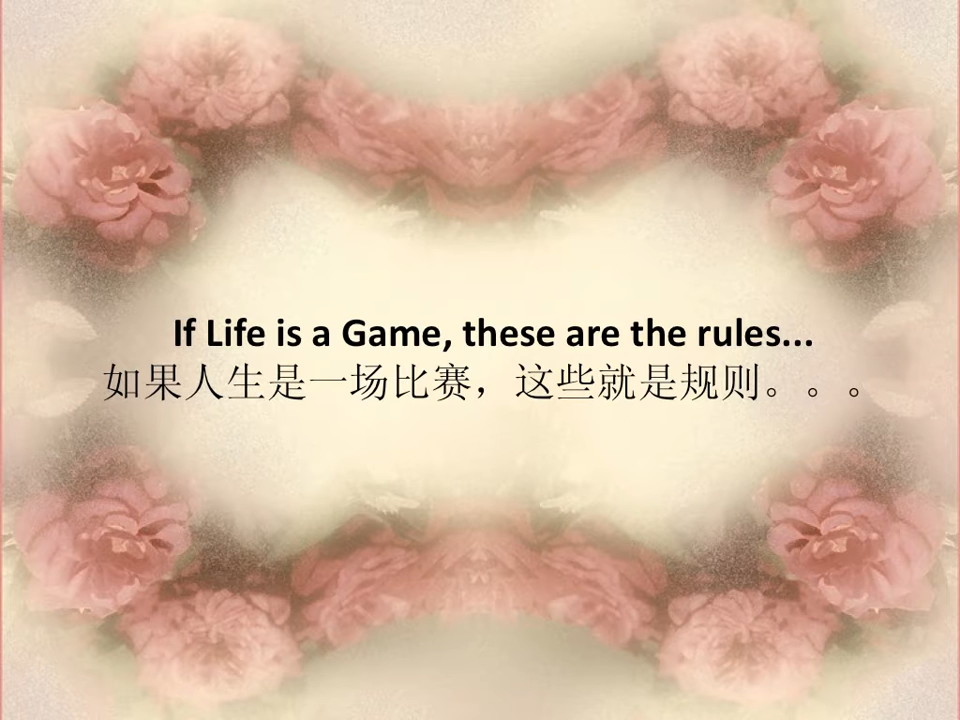 If Life is a Game, these are the rules...
如果人生是一场比赛，这些就是规则。。。